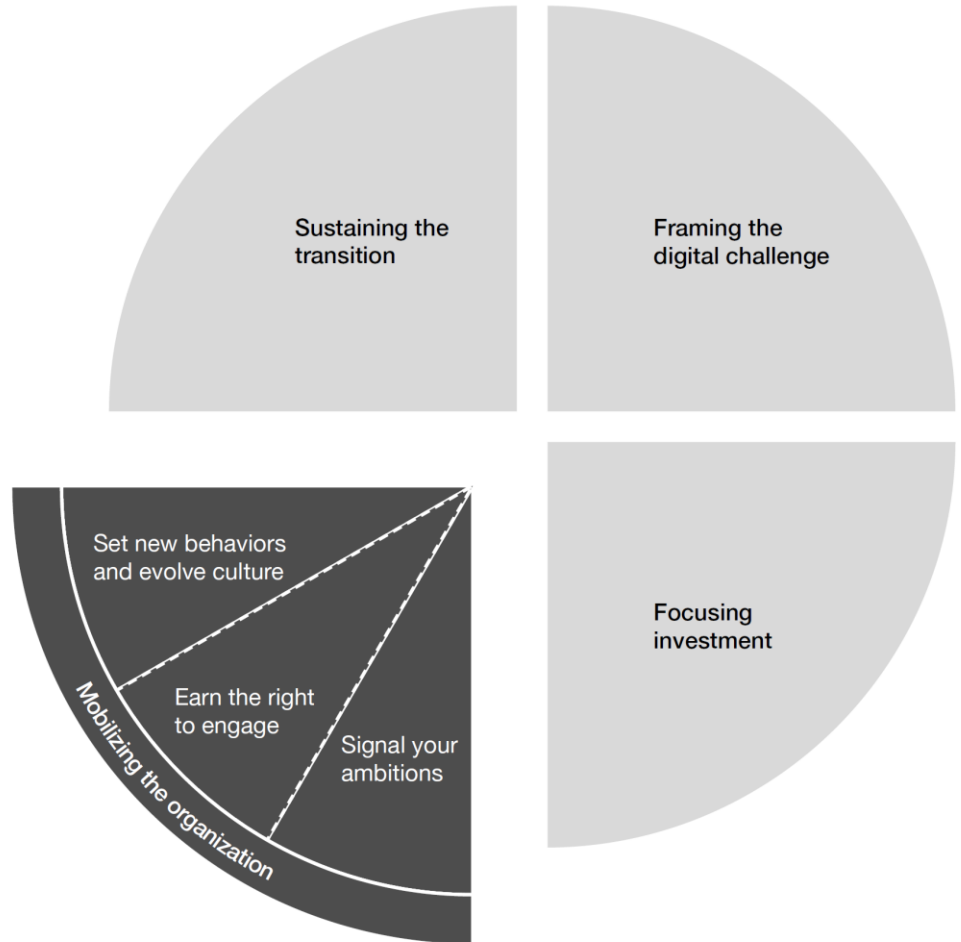 Sustaining the
transition
Framing the
digital challenge
Set new behaviors
and evolve culture
Earn the right
to engage
Signal your
ambitions
Mobilizing the organization
Focusing
investment